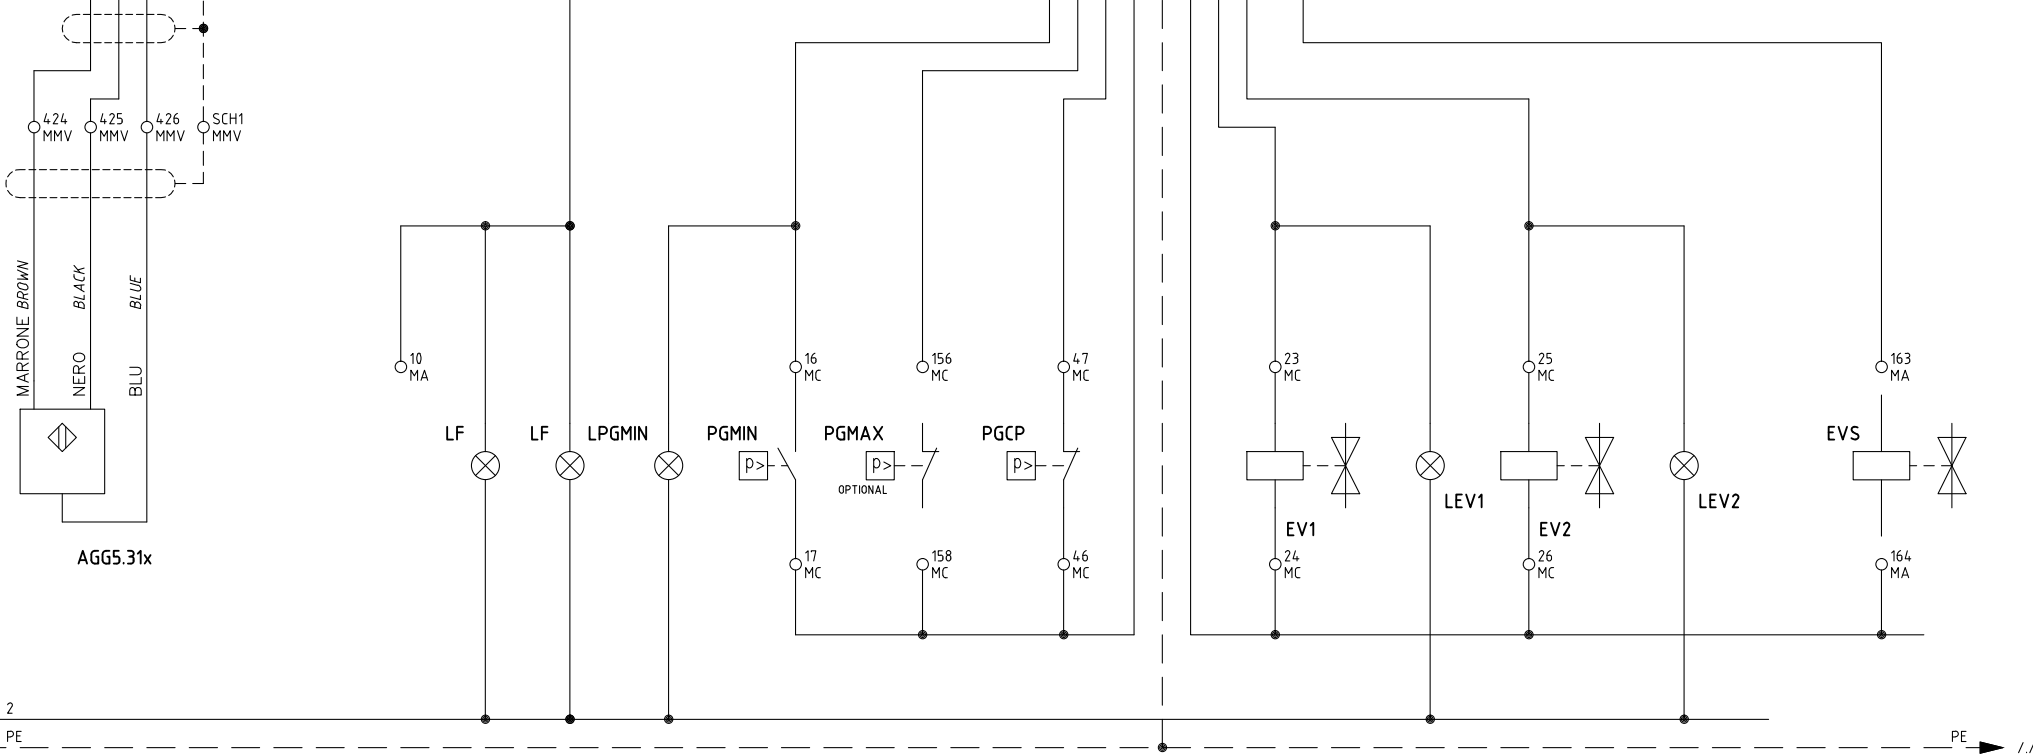 424
MMV
425
MMV
426
MMV
SCH1
MMV
MARRONE BROWN
NERO BLACK
BLU BLUE
10
MA
16
MC
156
MC
47
MC
23
MC
25
MC
163
MA
LF
LF
LPGMIN
PGMIN
PGMAX
PGCP
EVS
p>
p>
p>
OPTIONAL
LEV1
LEV2
EV1
EV2
AGG5.31x
17
MC
158
MC
46
MC
24
MC
26
MC
164
MA
2
PE
PE